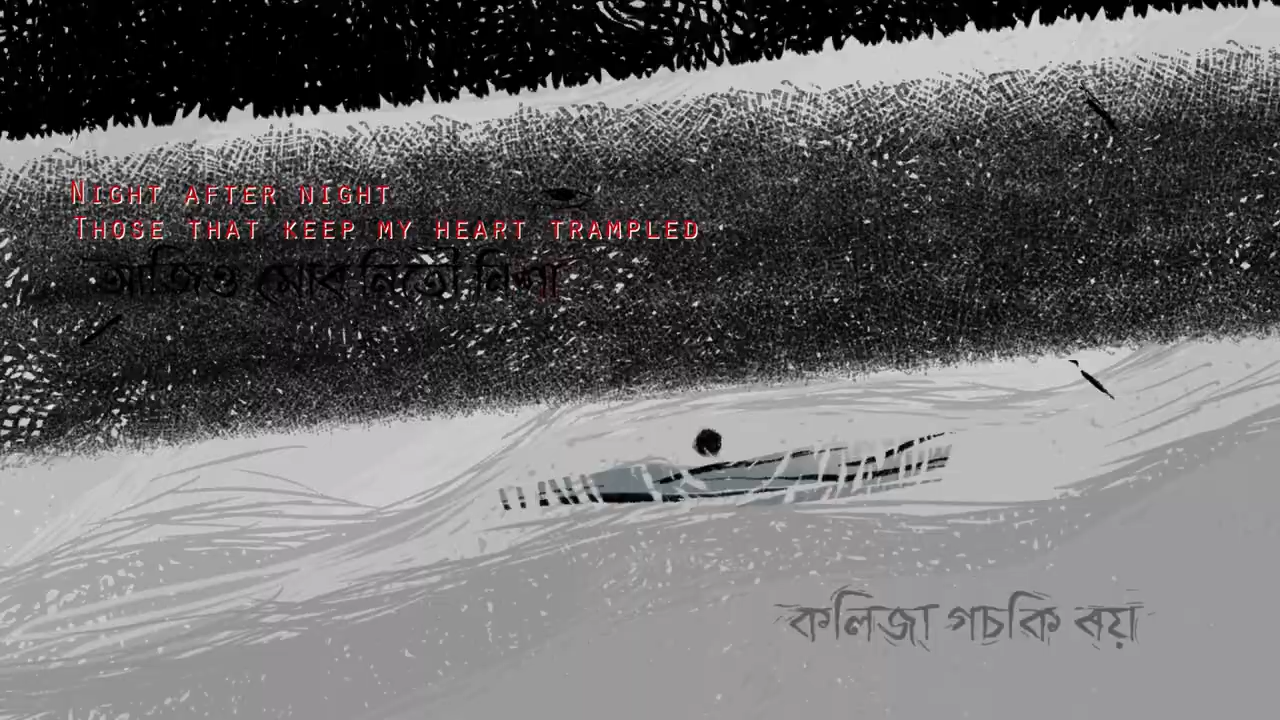 Night after night
Those that keep my heart trampled
আজিও মোৰ নিতৌ নিশা
কলিজা গচকি ৰয়